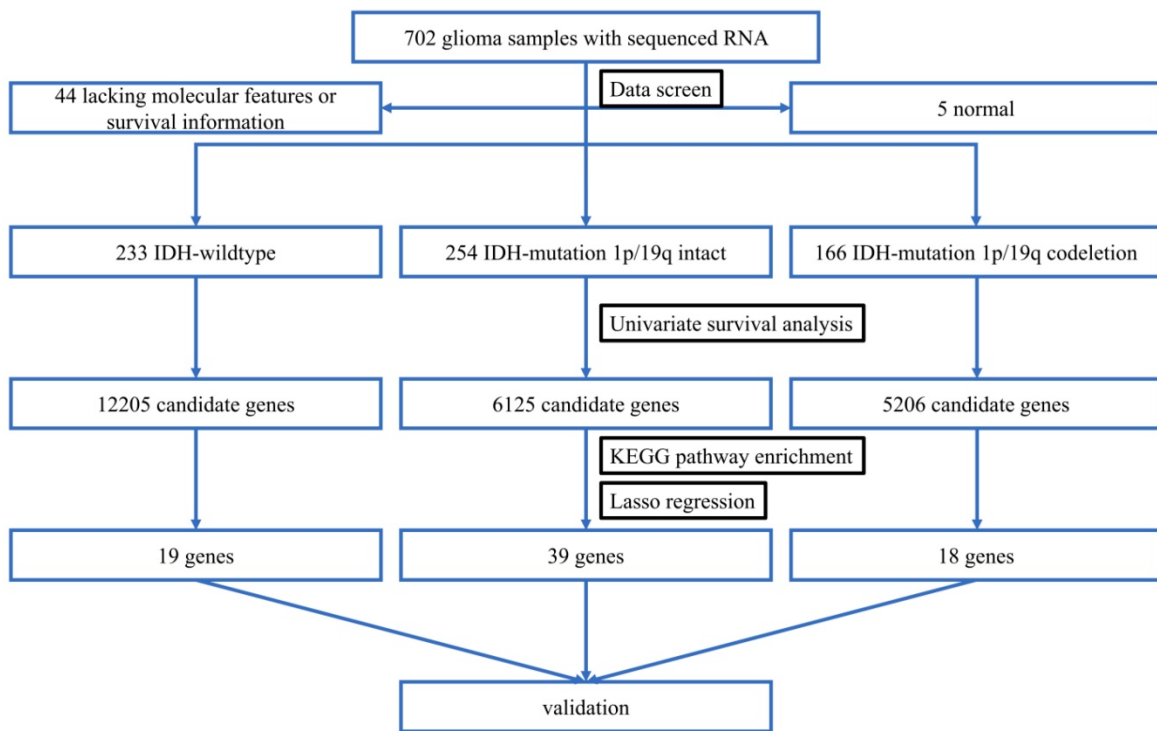 702 glioma samples with sequenced RNA
Data screen
44 lacking molecular features or
survival information
5 normal
233 IDH-wildtype
254 IDH-mutation 1p/19q intact
166 IDH-mutation 1p/19q codeletion
Univariate survival analysis
12205 candidate genes
6125 candidate genes
5206 candidate genes
KEGG pathway enrichment
Lasso regression
19 genes
39 genes
18 genes
validation